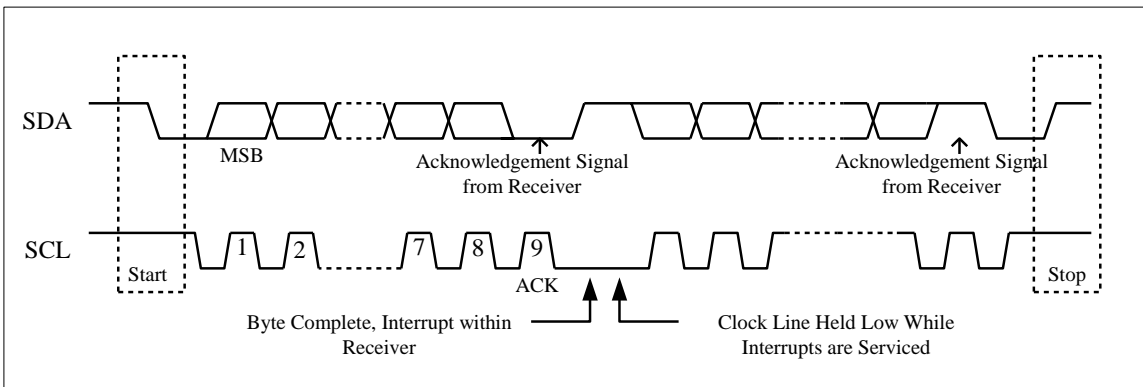 SDA
MSB
Acknowledgement Signal
from Receiver
Acknowledgement Signal
from Receiver
SCL
1
2
7
8
9
Start
ACK
Stop
Byte Complete, Interrupt within
Receiver
Clock Line Held Low While
Interrupts are Serviced